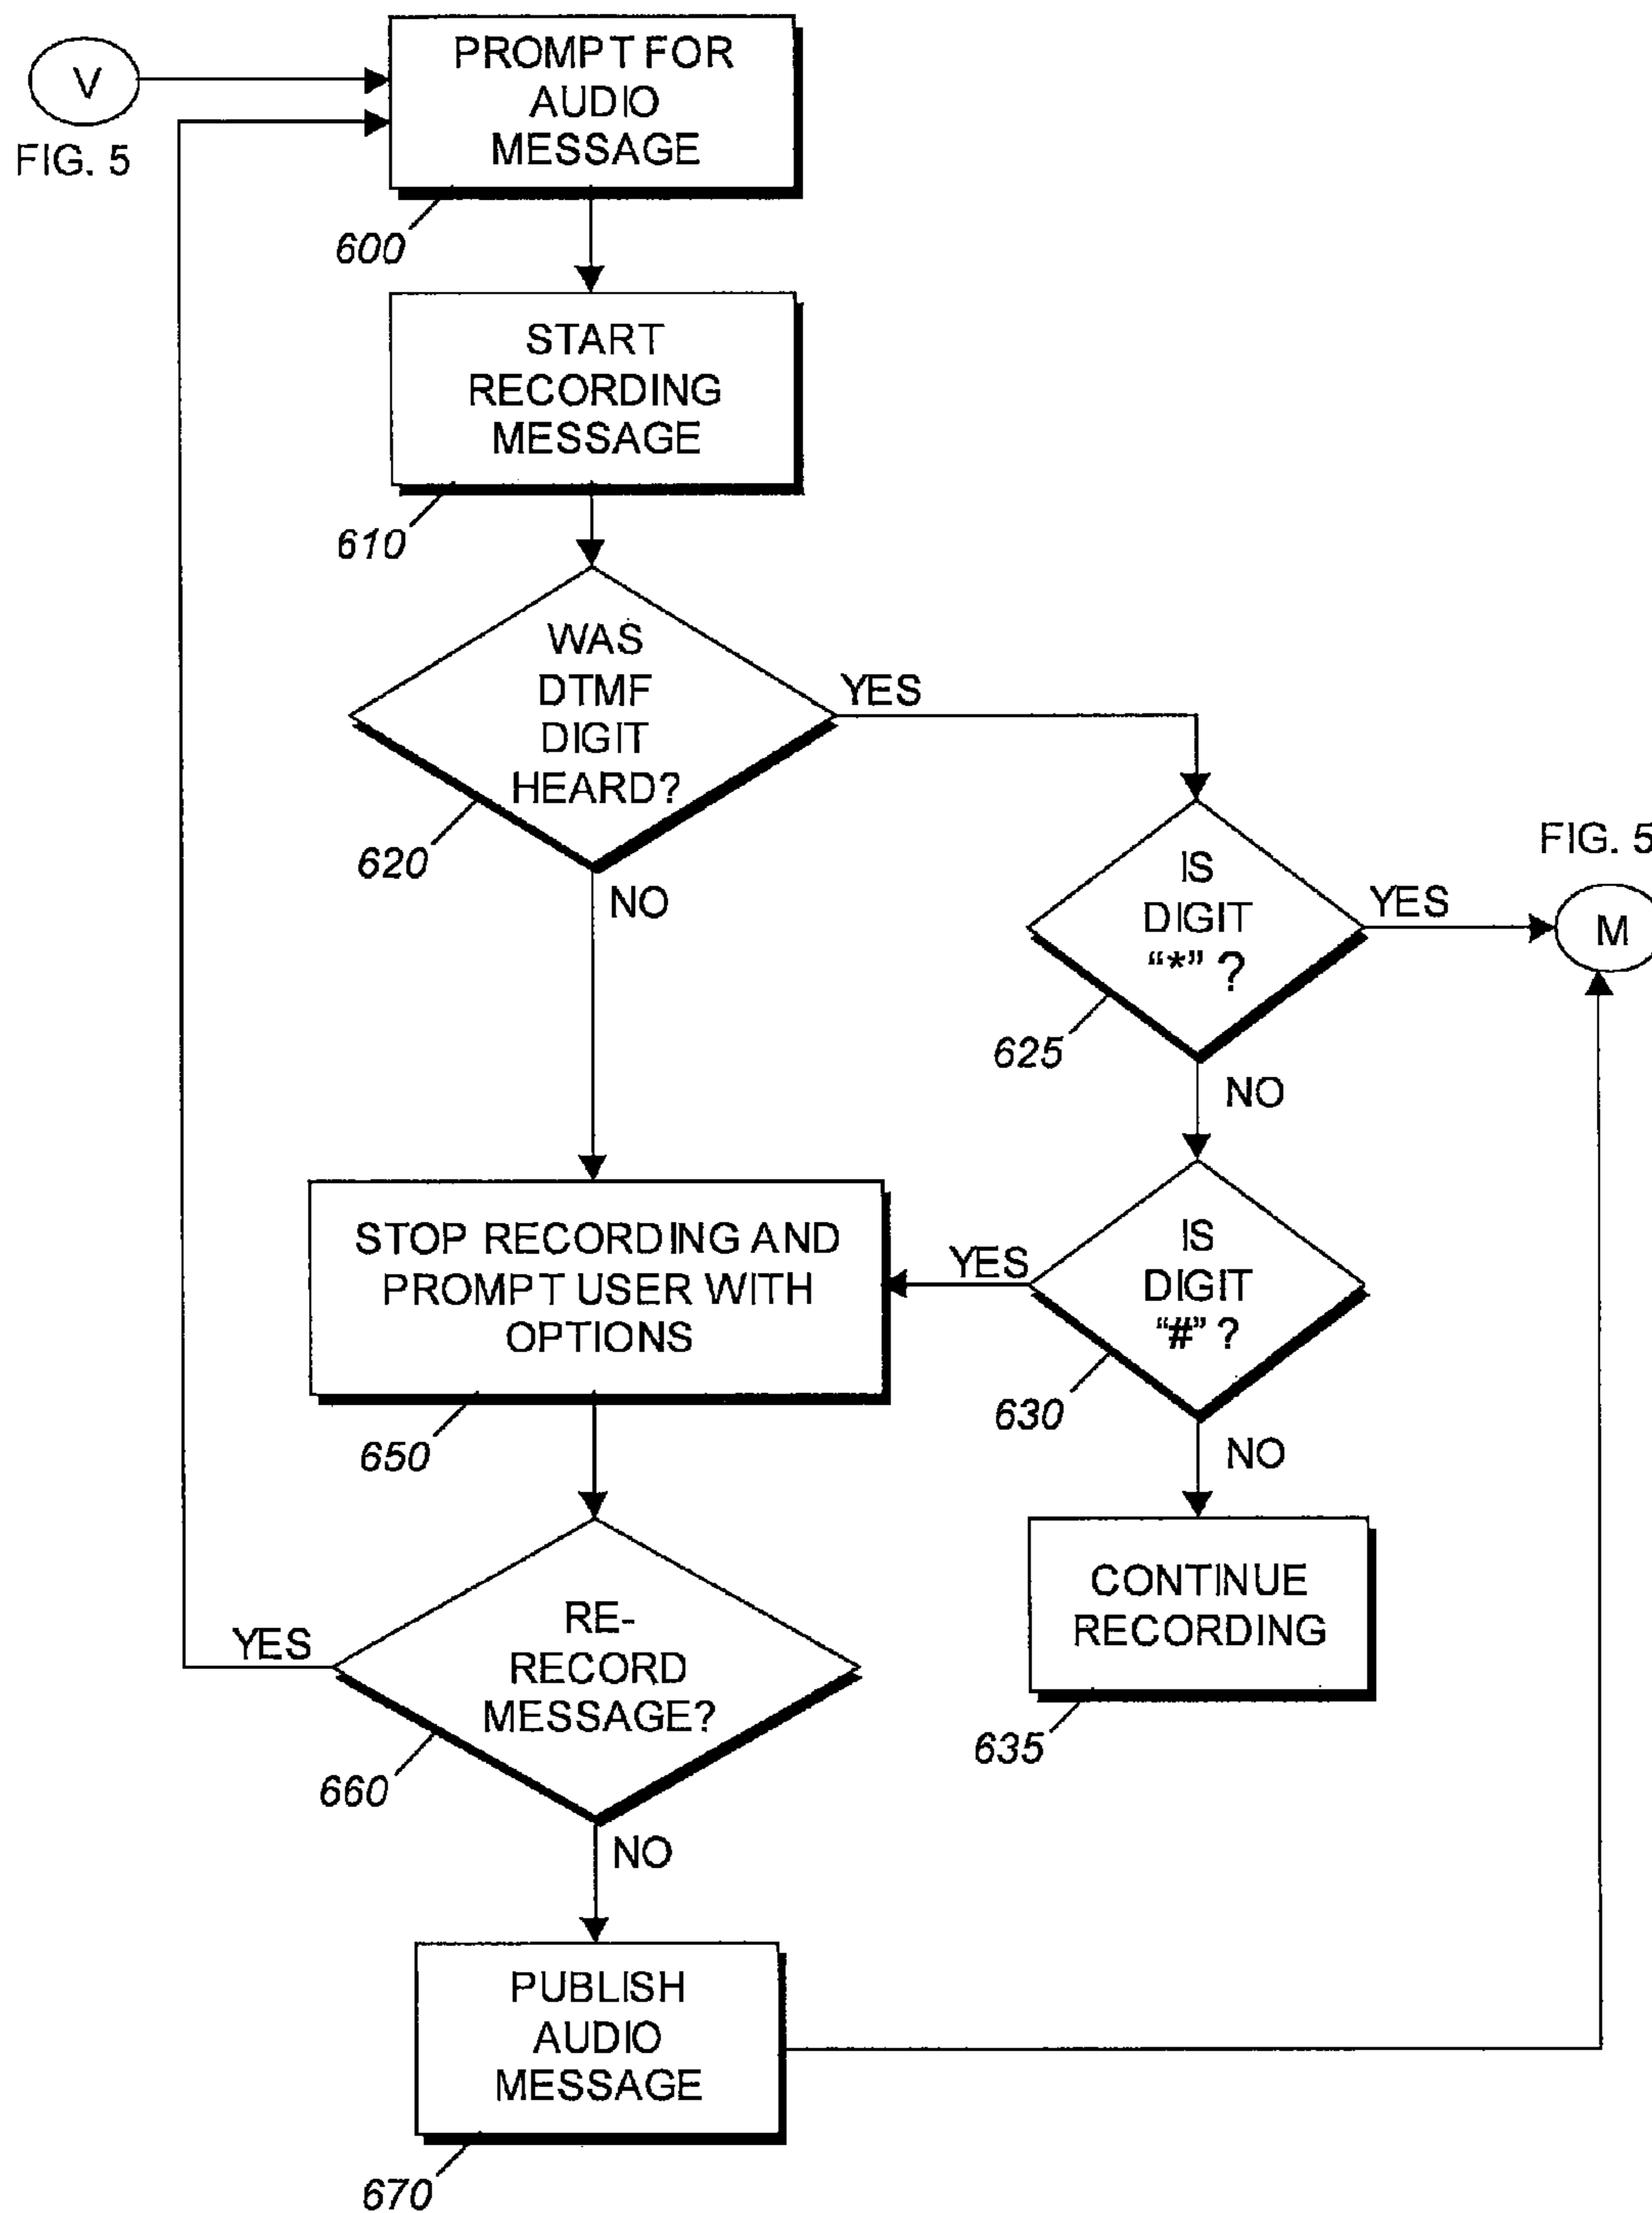 V
FIG. 5
PROMPT FOR
AUDIO
MESSAGE
600
START
RECORDING
MESSAGE
610
WAS
DTMF
DIGIT
HEARD?
YES
620
NO
IS
DIGIT
“*” ?
YES
FIG. 5
M
625
NO
STOP RECORDING AND
PROMPT USER WITH
OPTIONS
650
IS
DIGIT
“#” ?
YES
630
NO
CONTINUE
RECORDING
635
RE-
RECORD
MESSAGE?
YES
660
NO
PUBLISH
AUDIO
MESSAGE
670